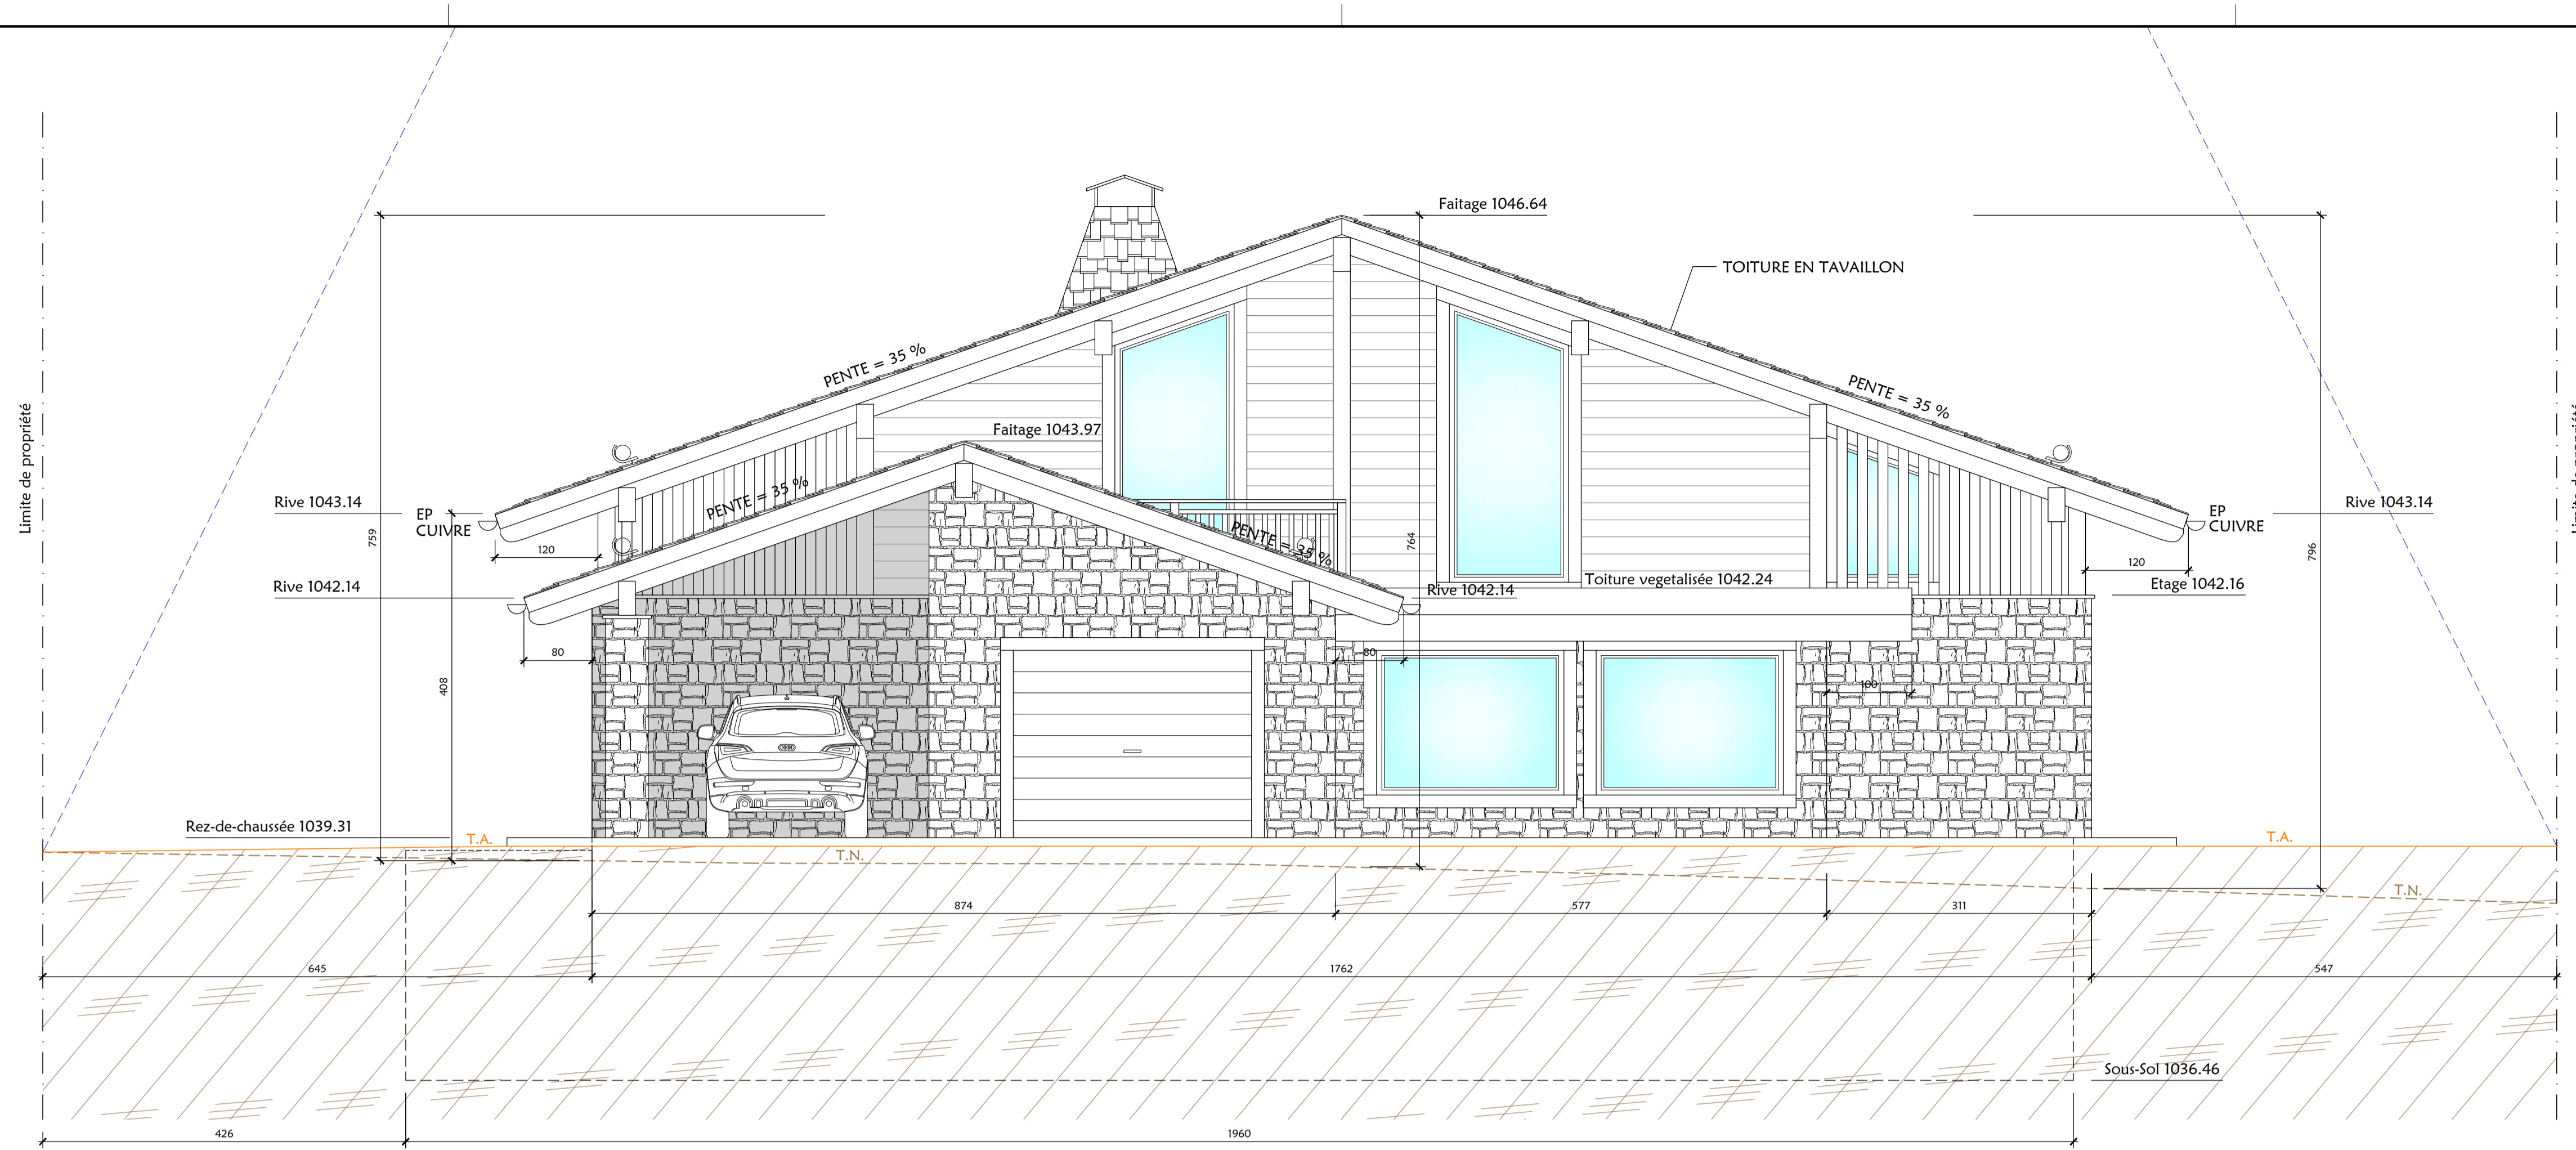 Faitage 1046.64
TOITURE EN TAVAILLON
PENTE = 35 %
PENTE = 35 %
Limite de propriété
Faitage 1043.97
PENTE = 35 %
Rive 1043.14
EP
CUIVRE
Rive 1043.14
EP
CUIVRE
759
764
796
120
PENTE = 35 %
120
Rive 1042.14
Rive 1042.14
Toiture vegetalisée 1042.24
Etage 1042.16
80
80
408
100
Rez-de-chaussée 1039.31
T.A.
T.N.
T.A.
T.N.
874
577
311
645
1762
547
Sous-Sol 1036.46
426
1960